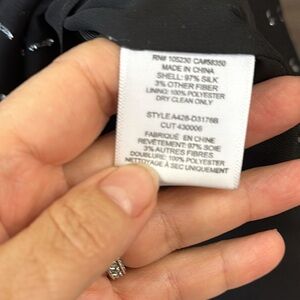 RN# 105230 CA#58350
MADE IN CHINA
SHELL: 97% SILK
3% OTHER FIBER
LINING: 100% POLYESTER
DRY CLEAN ONLY
STYLE A428-D3176B
CUT 430006
FABRIQUÉ EN CHINE
REVÊTEMENT: 97% SOIE
3% AUTRES FIBRES
DOUBLURE: 100% POLYESTER
NETTOYAGE À SEC UNIQUEMENT